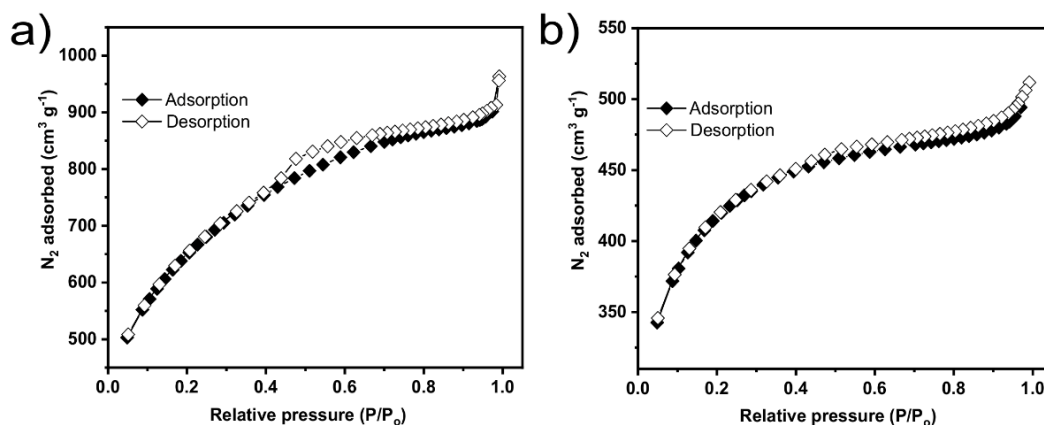 a)
1000
900
800
700
600
500
N₂ adsorbed (cm³ g⁻¹)
Adsorption
Desorption
0.0 0.2 0.4 0.6 0.8 1.0
Relative pressure (P/Pₒ)
b)
550
500
450
400
350
N₂ adsorbed (cm³ g⁻¹)
Adsorption
Desorption
0.0 0.2 0.4 0.6 0.8 1.0
Relative pressure (P/Pₒ)